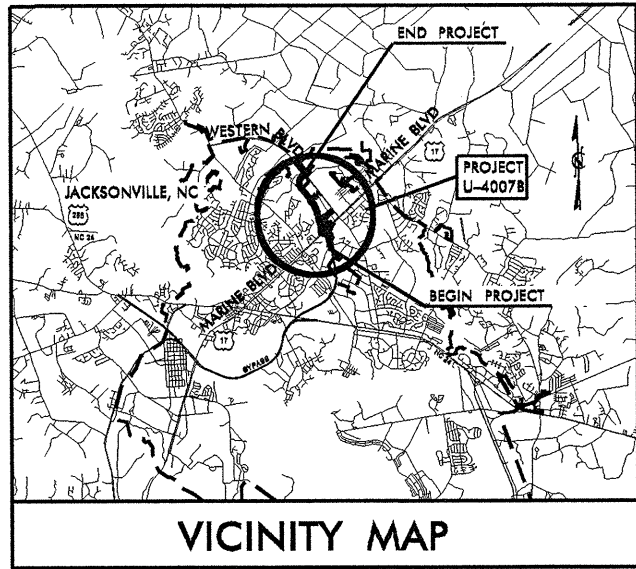 END PROJECT
WESTERN BLVD
MARINE BLVD
17
PROJECT
U-4007B
JACKSONVILLE, NC
258
NC 24
MARINE BLVD
BEGIN PROJECT
17
BYPASS
NC 24
VICINITY MAP